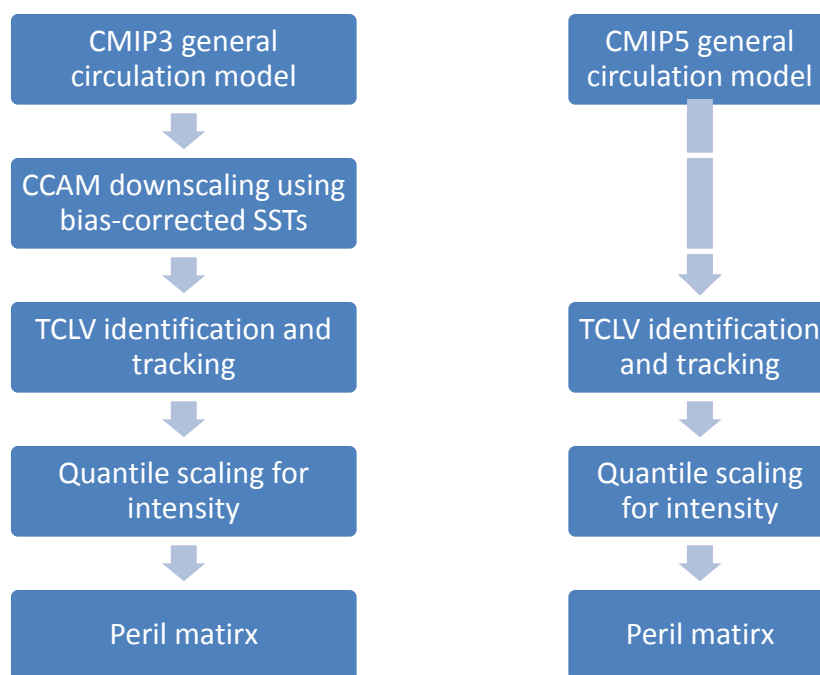 CMIP3 general
circulation model
CCAM downscaling using
bias-corrected SSTs
TCLV identification and
tracking
Quantile scaling for
intensity
Peril matirx
CMIP5 general
circulation model
TCLV identification
and tracking
Quantile scaling
for intensity
Peril matirx